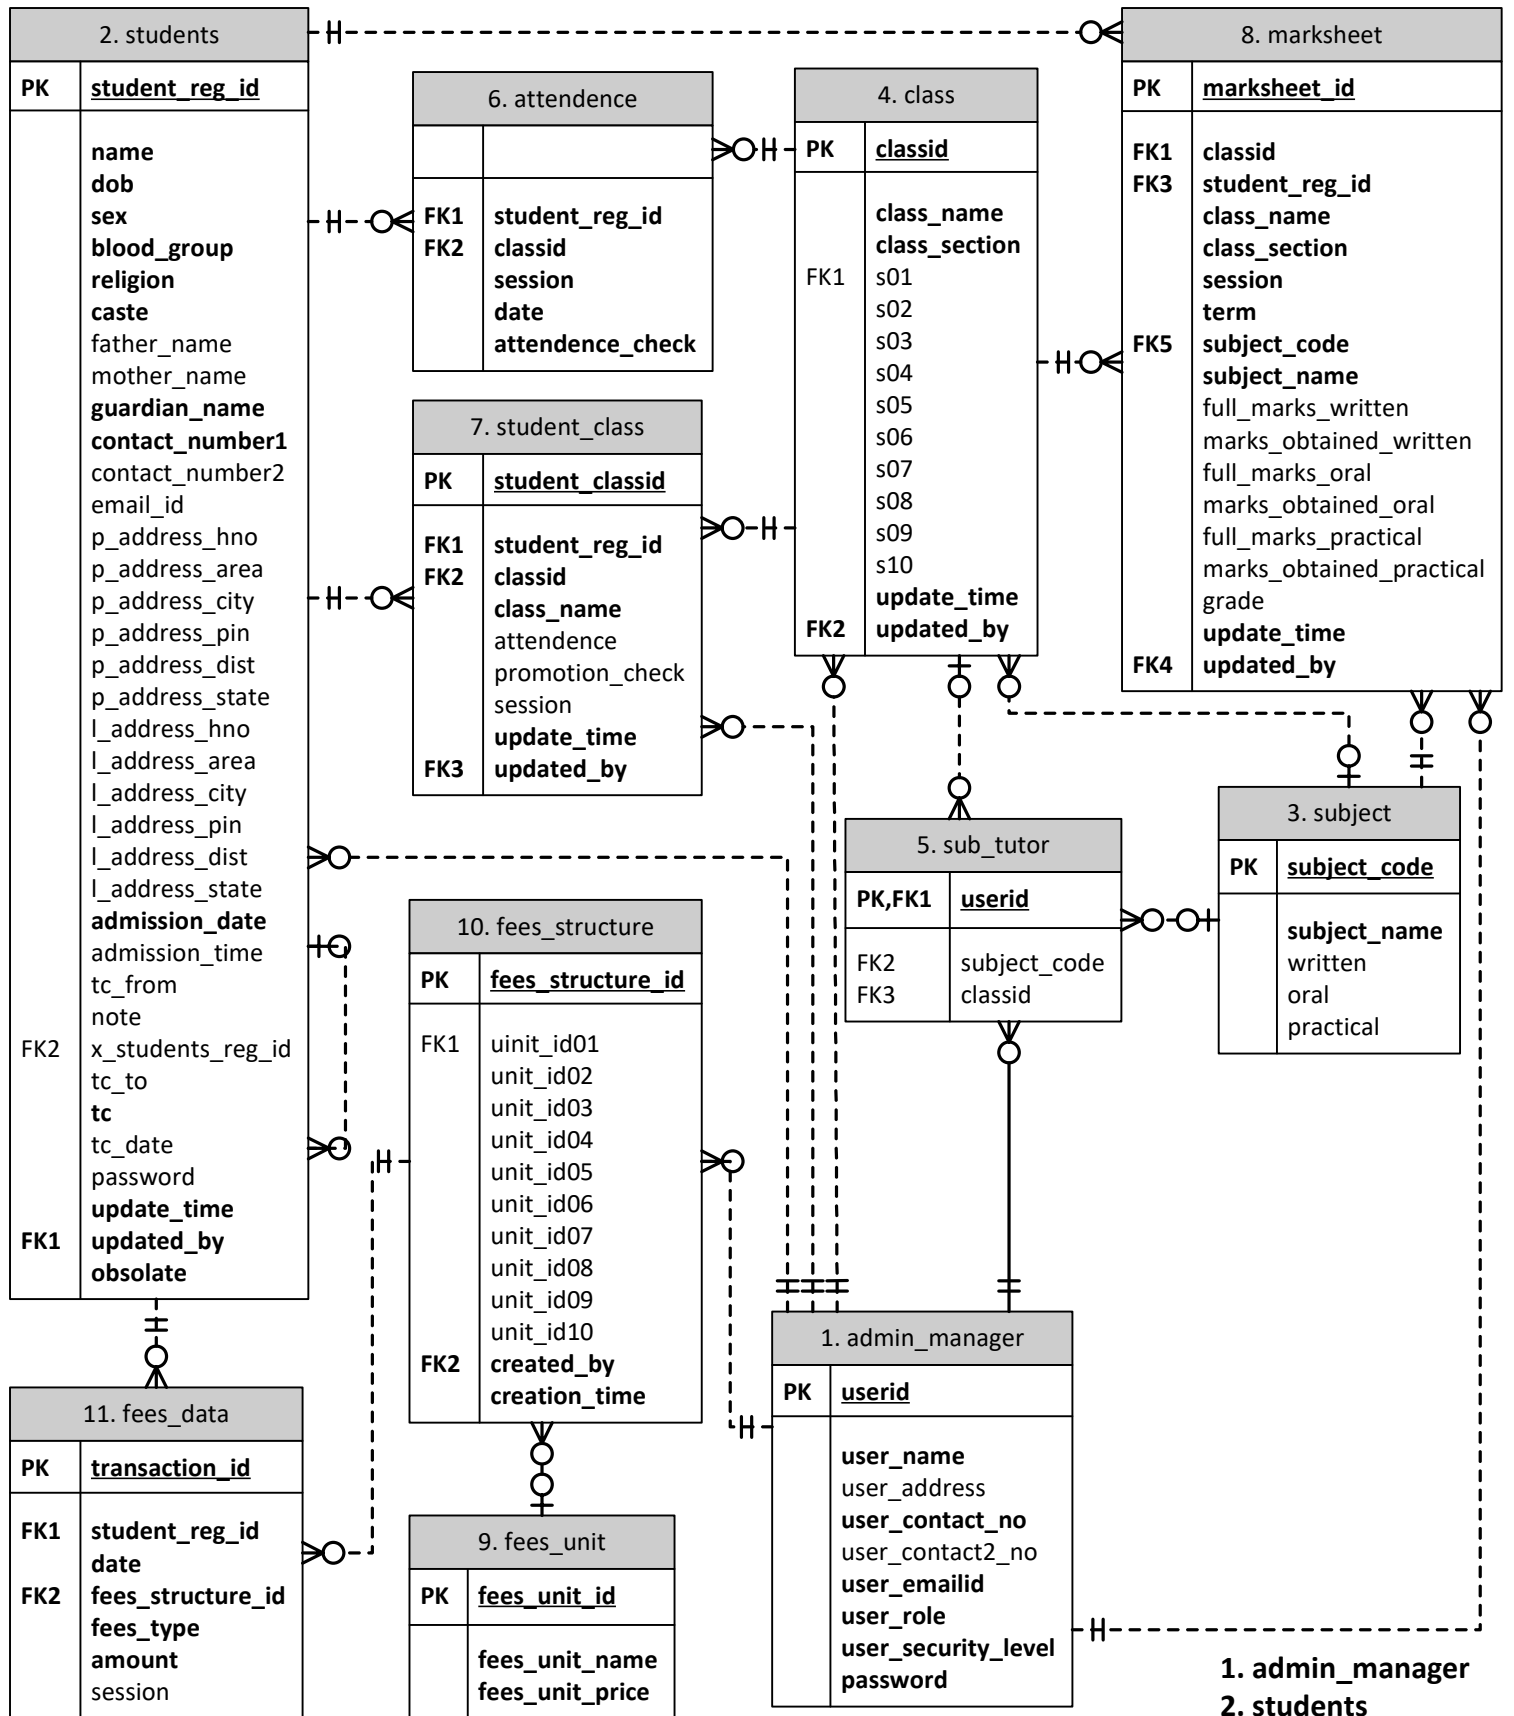 2. students
PK student_reg_id
name
dob
sex
blood_group
religion
caste
father_name
mother_name
guardian_name
contact_number1
contact_number2
email_id
p_address_hno
p_address_area
p_address_city
p_address_pin
p_address_dist
p_address_state
l_address_hno
l_address_area
l_address_city
l_address_pin
l_address_dist
l_address_state
admission_date
admission_time
tc_from
note
FK2 x_students_reg_id
tc_to
tc
tc_date
password
update_time
FK1 updated_by
obsolate
6. attendence
FK1 student_reg_id
FK2 classid
session
date
attendence_check
4. class
PK classid
class_name
class_section
FK1 s01
s02
s03
s04
s05
s06
s07
s08
s09
s10
update_time
FK2 updated_by
8. marksheet
PK marksheet_id
FK1 classid
FK3 student_reg_id
class_name
class_section
session
term
FK5 subject_code
subject_name
full_marks_written
marks_obtained_written
full_marks_oral
marks_obtained_oral
full_marks_practical
marks_obtained_practical
grade
update_time
FK4 updated_by
7. student_class
PK student_classid
FK1 student_reg_id
FK2 classid
class_name
attendence
promotion_check
session
update_time
FK3 updated_by
5. sub_tutor
PK,FK1 userid
FK2 subject_code
FK3 classid
3. subject
PK subject_code
subject_name
written
oral
practical
10. fees_structure
PK fees_structure_id
FK1 uinit_id01
unit_id02
unit_id03
unit_id04
unit_id05
unit_id06
unit_id07
unit_id08
unit_id09
unit_id10
FK2 created_by
creation_time
1. admin_manager
PK userid
user_name
user_address
user_contact_no
user_contact2_no
user_emailid
user_role
user_security_level
password
11. fees_data
PK transaction_id
FK1 student_reg_id
date
FK2 fees_structure_id
fees_type
amount
session
9. fees_unit
PK fees_unit_id
fees_unit_name
fees_unit_price
1. admin_manager
2. students